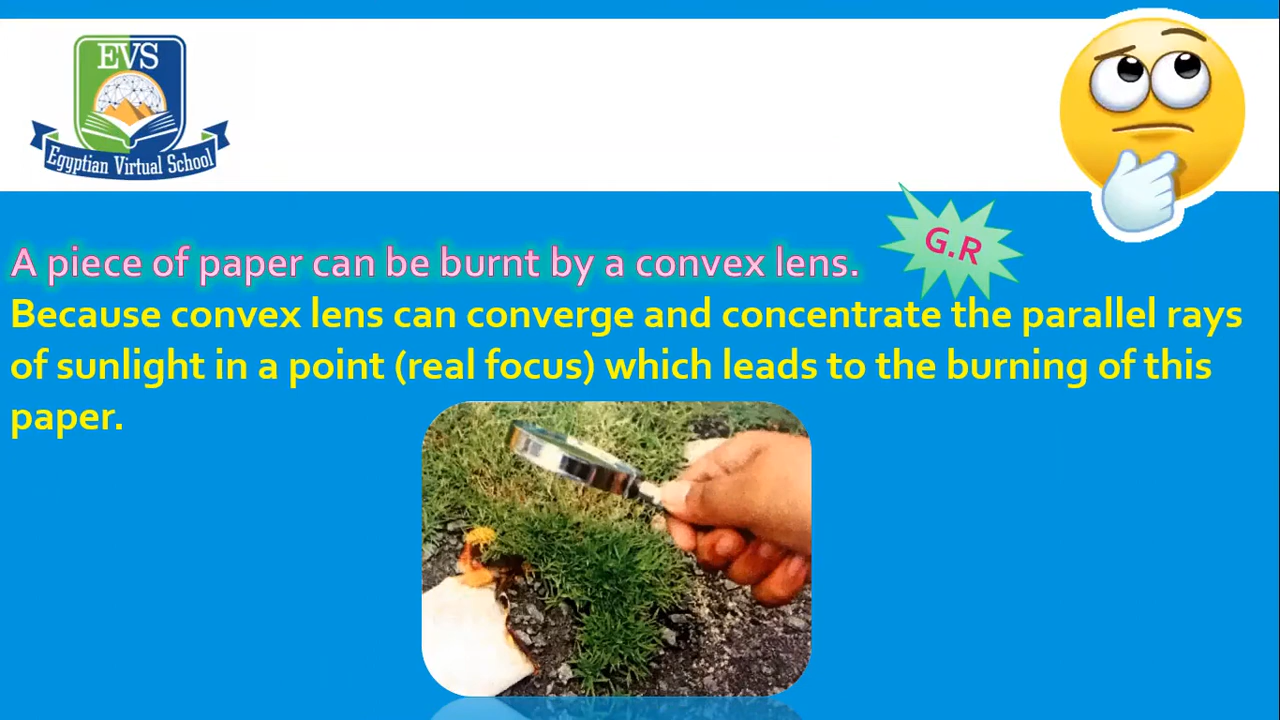 EVS
Egyptian Virtual School
G.R
A piece of paper can be burnt by a convex lens.
Because convex lens can converge and concentrate the parallel rays
of sunlight in a point (real focus) which leads to the burning of this
paper.